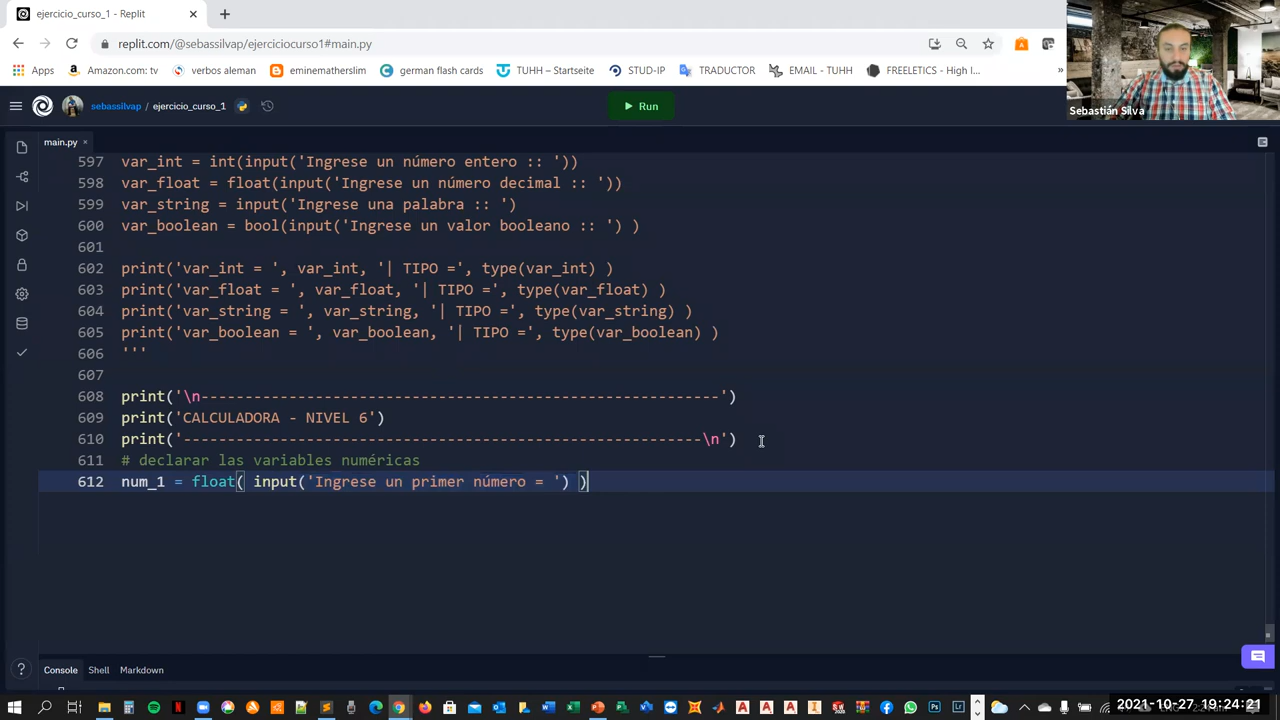 ejercicio_curso_1 - Replit
replit.com/@sebassilvap/ejerciciocurso1#main.py
Apps
Amazon.com: tv
verbos aleman
eminematherslim
german flash cards
TUHH – Startseite
STUD-IP
TRADUCTOR
EMAIL - TUHH
FREELETICS - High I...
»
Sebastián Silva
sebassilvap / ejercicio_curso_1
Run
main.py
597 var_int = int(input('Ingrese un número entero :: '))
598 var_float = float(input('Ingrese un número decimal :: '))
599 var_string = input('Ingrese una palabra :: ')
600 var_boolean = bool(input('Ingrese un valor booleano :: ') )
601
602 print('var_int = ', var_int, '| TIPO =', type(var_int) )
603 print('var_float = ', var_float, '| TIPO =', type(var_float) )
604 print('var_string = ', var_string, '| TIPO =', type(var_string) )
605 print('var_boolean = ', var_boolean, '| TIPO =', type(var_boolean) )
606 '''
607
608 print('\n-----------------------------------------------------------')
609 print('CALCULADORA - NIVEL 6')
610 print('-----------------------------------------------------------\n')
611 # declarar las variables numéricas
612 num_1 = float( input('Ingrese un primer número = ') )
Console
Shell
Markdown
2021-10-27 19:24:21